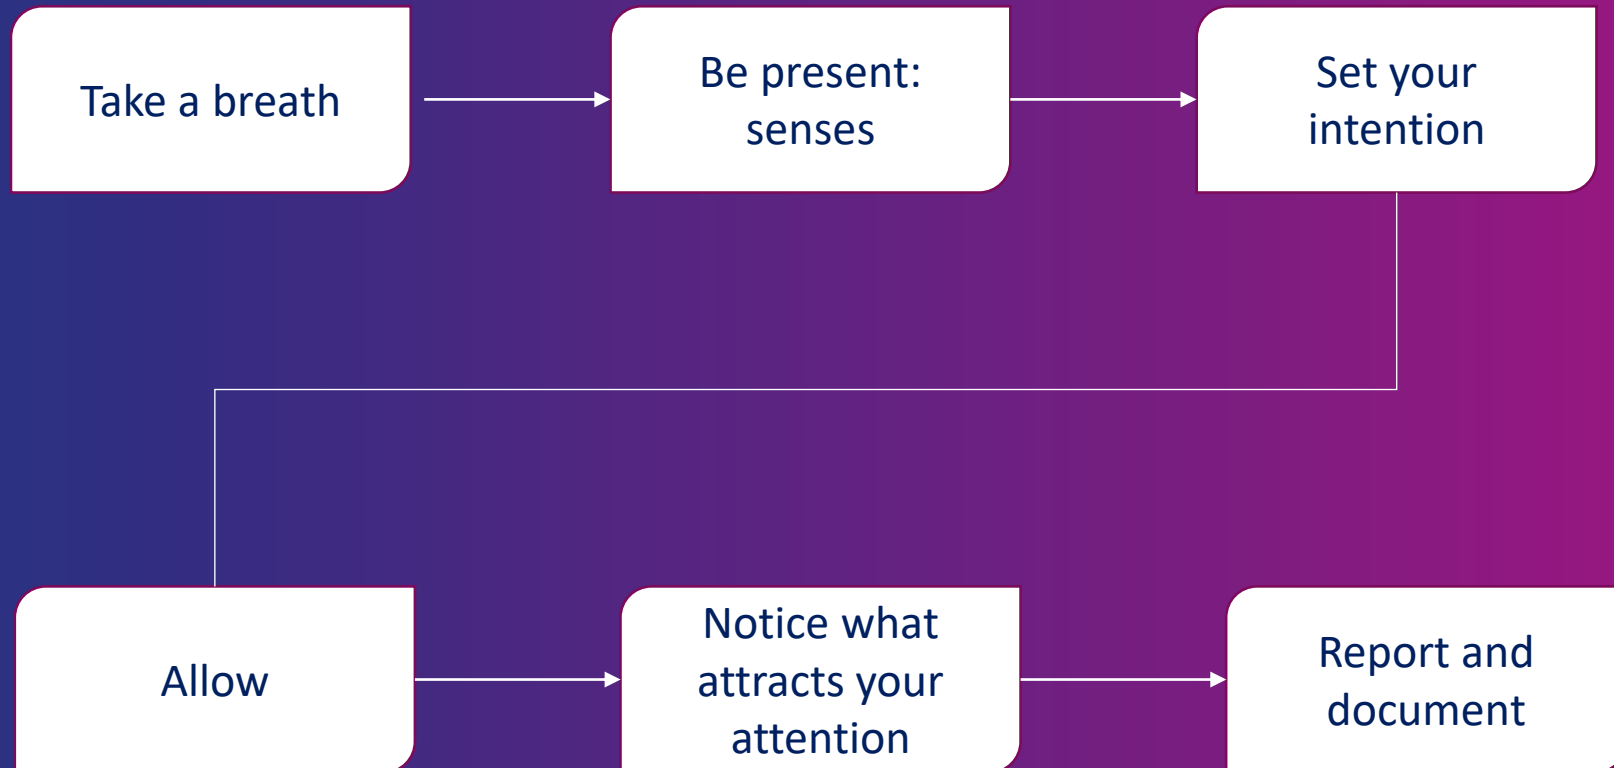 Take a breath
Be present:
senses
Set your
intention
Allow
Notice what
attracts your
attention
Report and
document